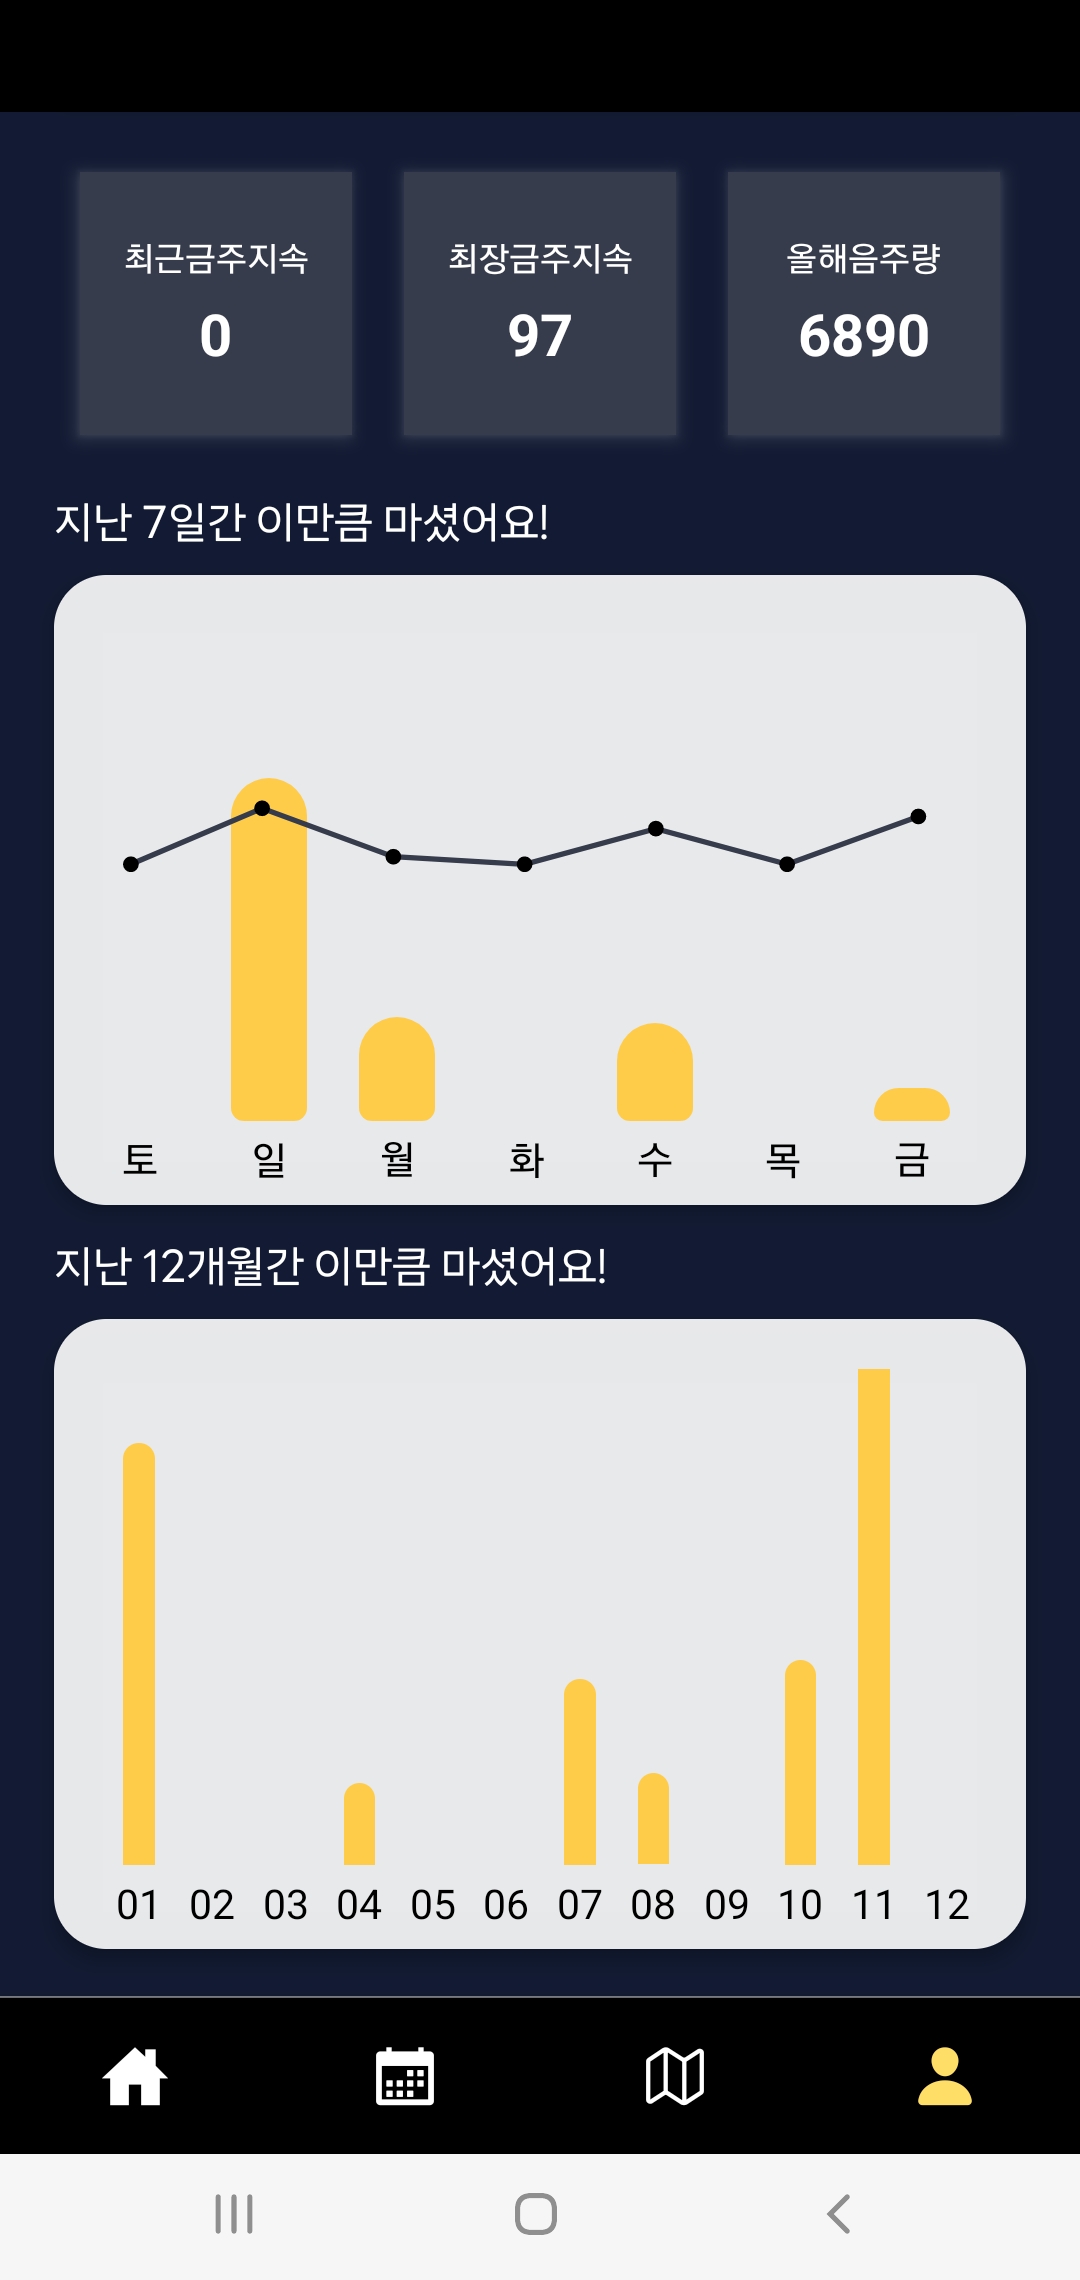 최근금주지속 최장금주지속 올해음주량
0 97 6890
지난 7일간 이만큼 마셨어요!
토 일 월 화 수 목 금
지난 12개월간 이만큼 마셨어요!
01 02 03 04 05 06 07 08 09 10 11 12